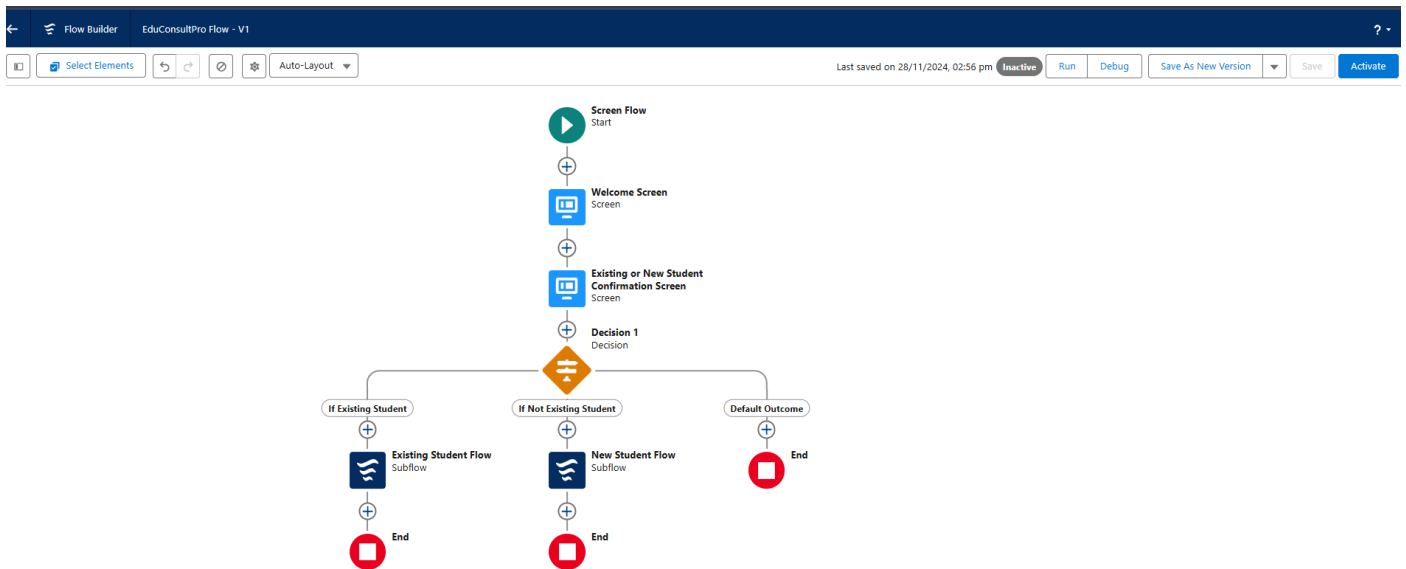 Flow Builder
EduConsultPro Flow - V1
?
Select Elements
Auto-Layout
Last saved on 28/11/2024, 02:56 pm
Inactive
Run
Debug
Save As New Version
Save
Activate
Screen Flow
Start
Welcome Screen
Screen
Existing or New Student
Confirmation Screen
Screen
Decision 1
Decision
If Existing Student
If Not Existing Student
Default Outcome
Existing Student Flow
Subflow
New Student Flow
Subflow
End
End
End